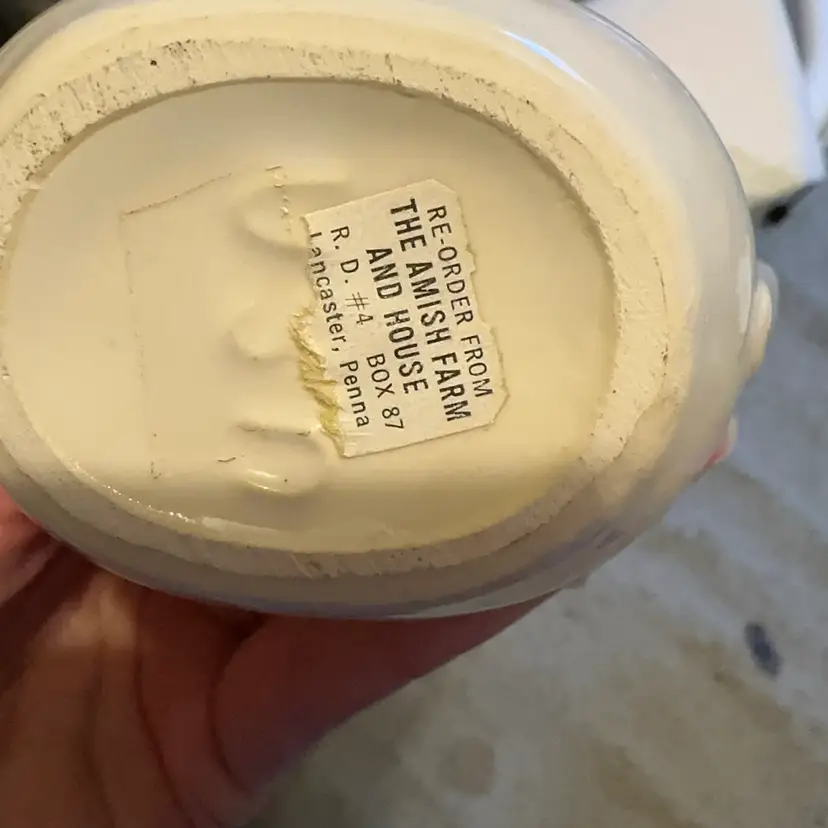 RE-ORDER FROM
THE AMISH FARM
AND HOUSE
R. D. #4 BOX 87
Lancaster, Penna